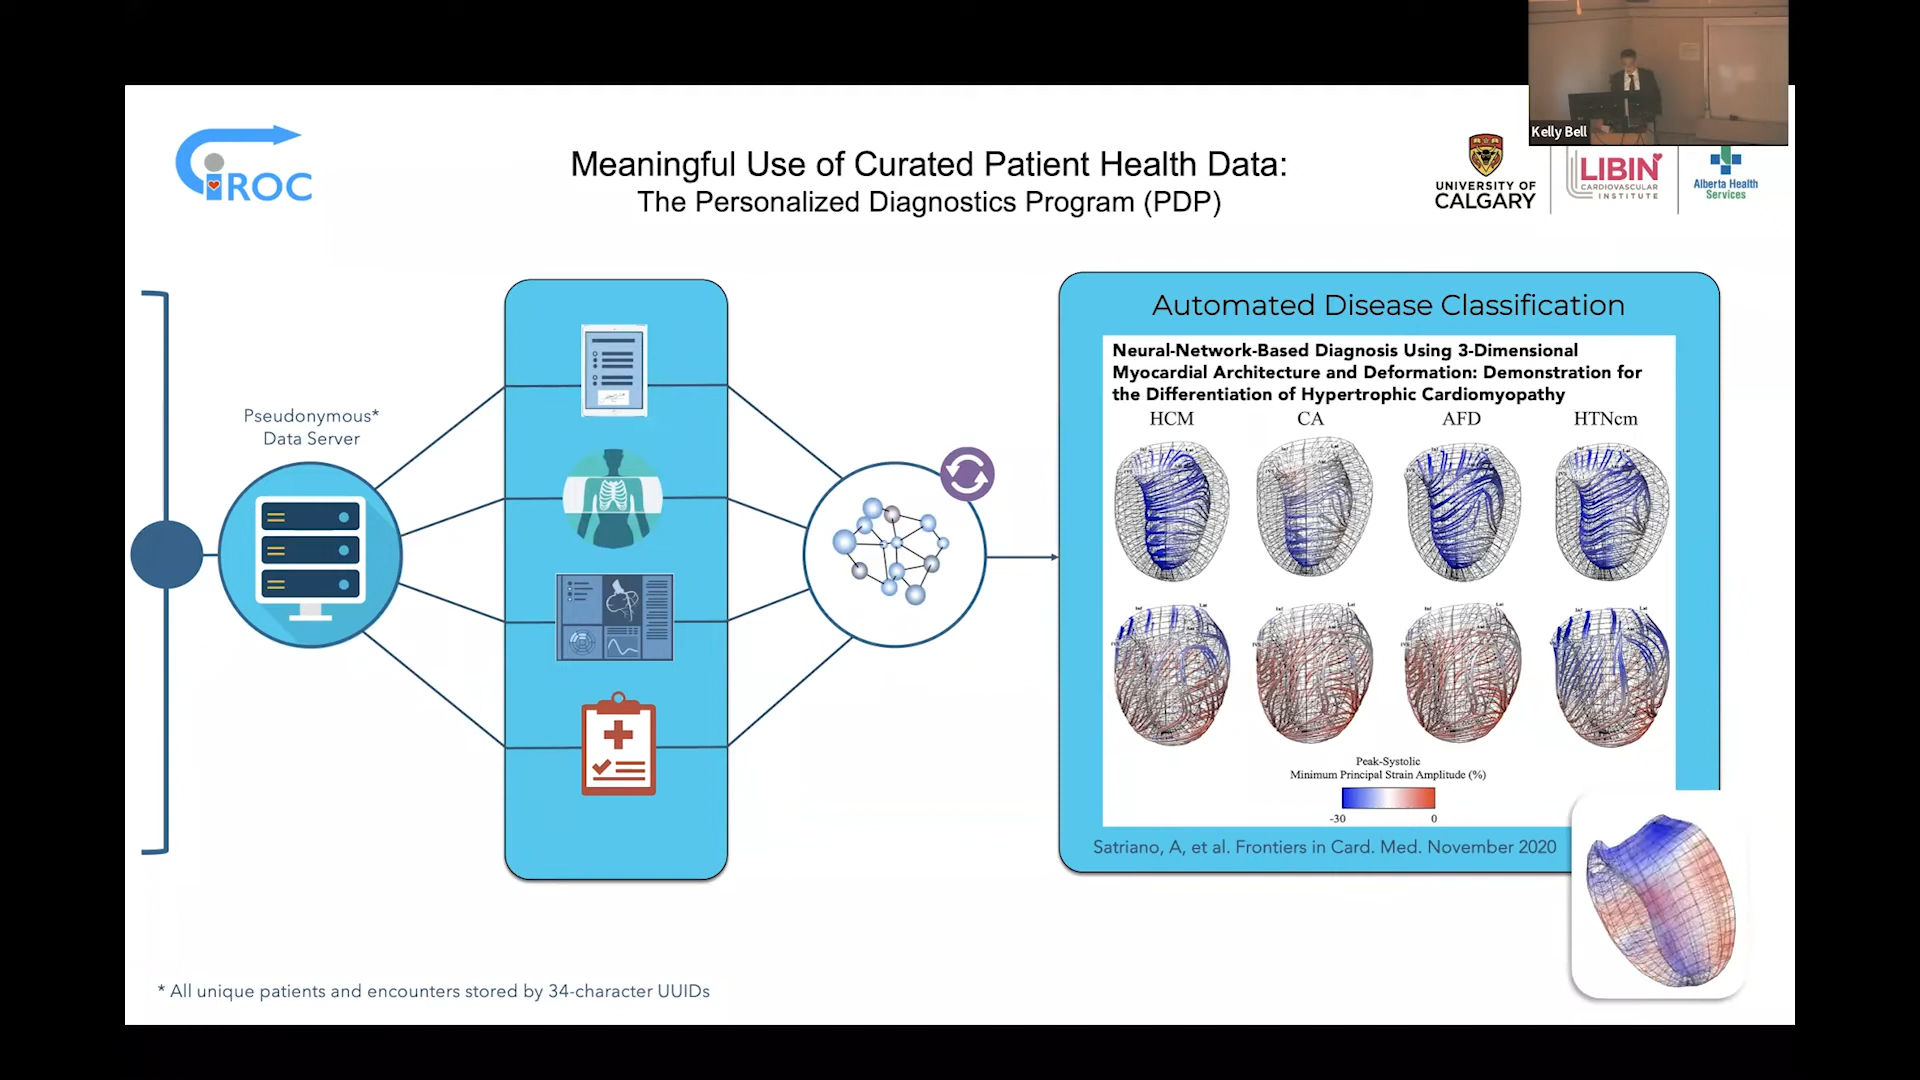 Kelly Bell
iROC
Meaningful Use of Curated Patient Health Data:
The Personalized Diagnostics Program (PDP)
UNIVERSITY OF
CALGARY
LIBIN
CARDIOVASCULAR
INSTITUTE
Alberta Health
Services
Pseudonymous*
Data Server
Automated Disease Classification
Neural-Network-Based Diagnosis Using 3-Dimensional
Myocardial Architecture and Deformation: Demonstration for
the Differentiation of Hypertrophic Cardiomyopathy
HCM CA AFD HTNcm
Peak-Systolic
Minimum Principal Strain Amplitude (%)
-30 0
Satriano, A, et al. Frontiers in Card. Med. November 2020
* All unique patients and encounters stored by 34-character UUIDs